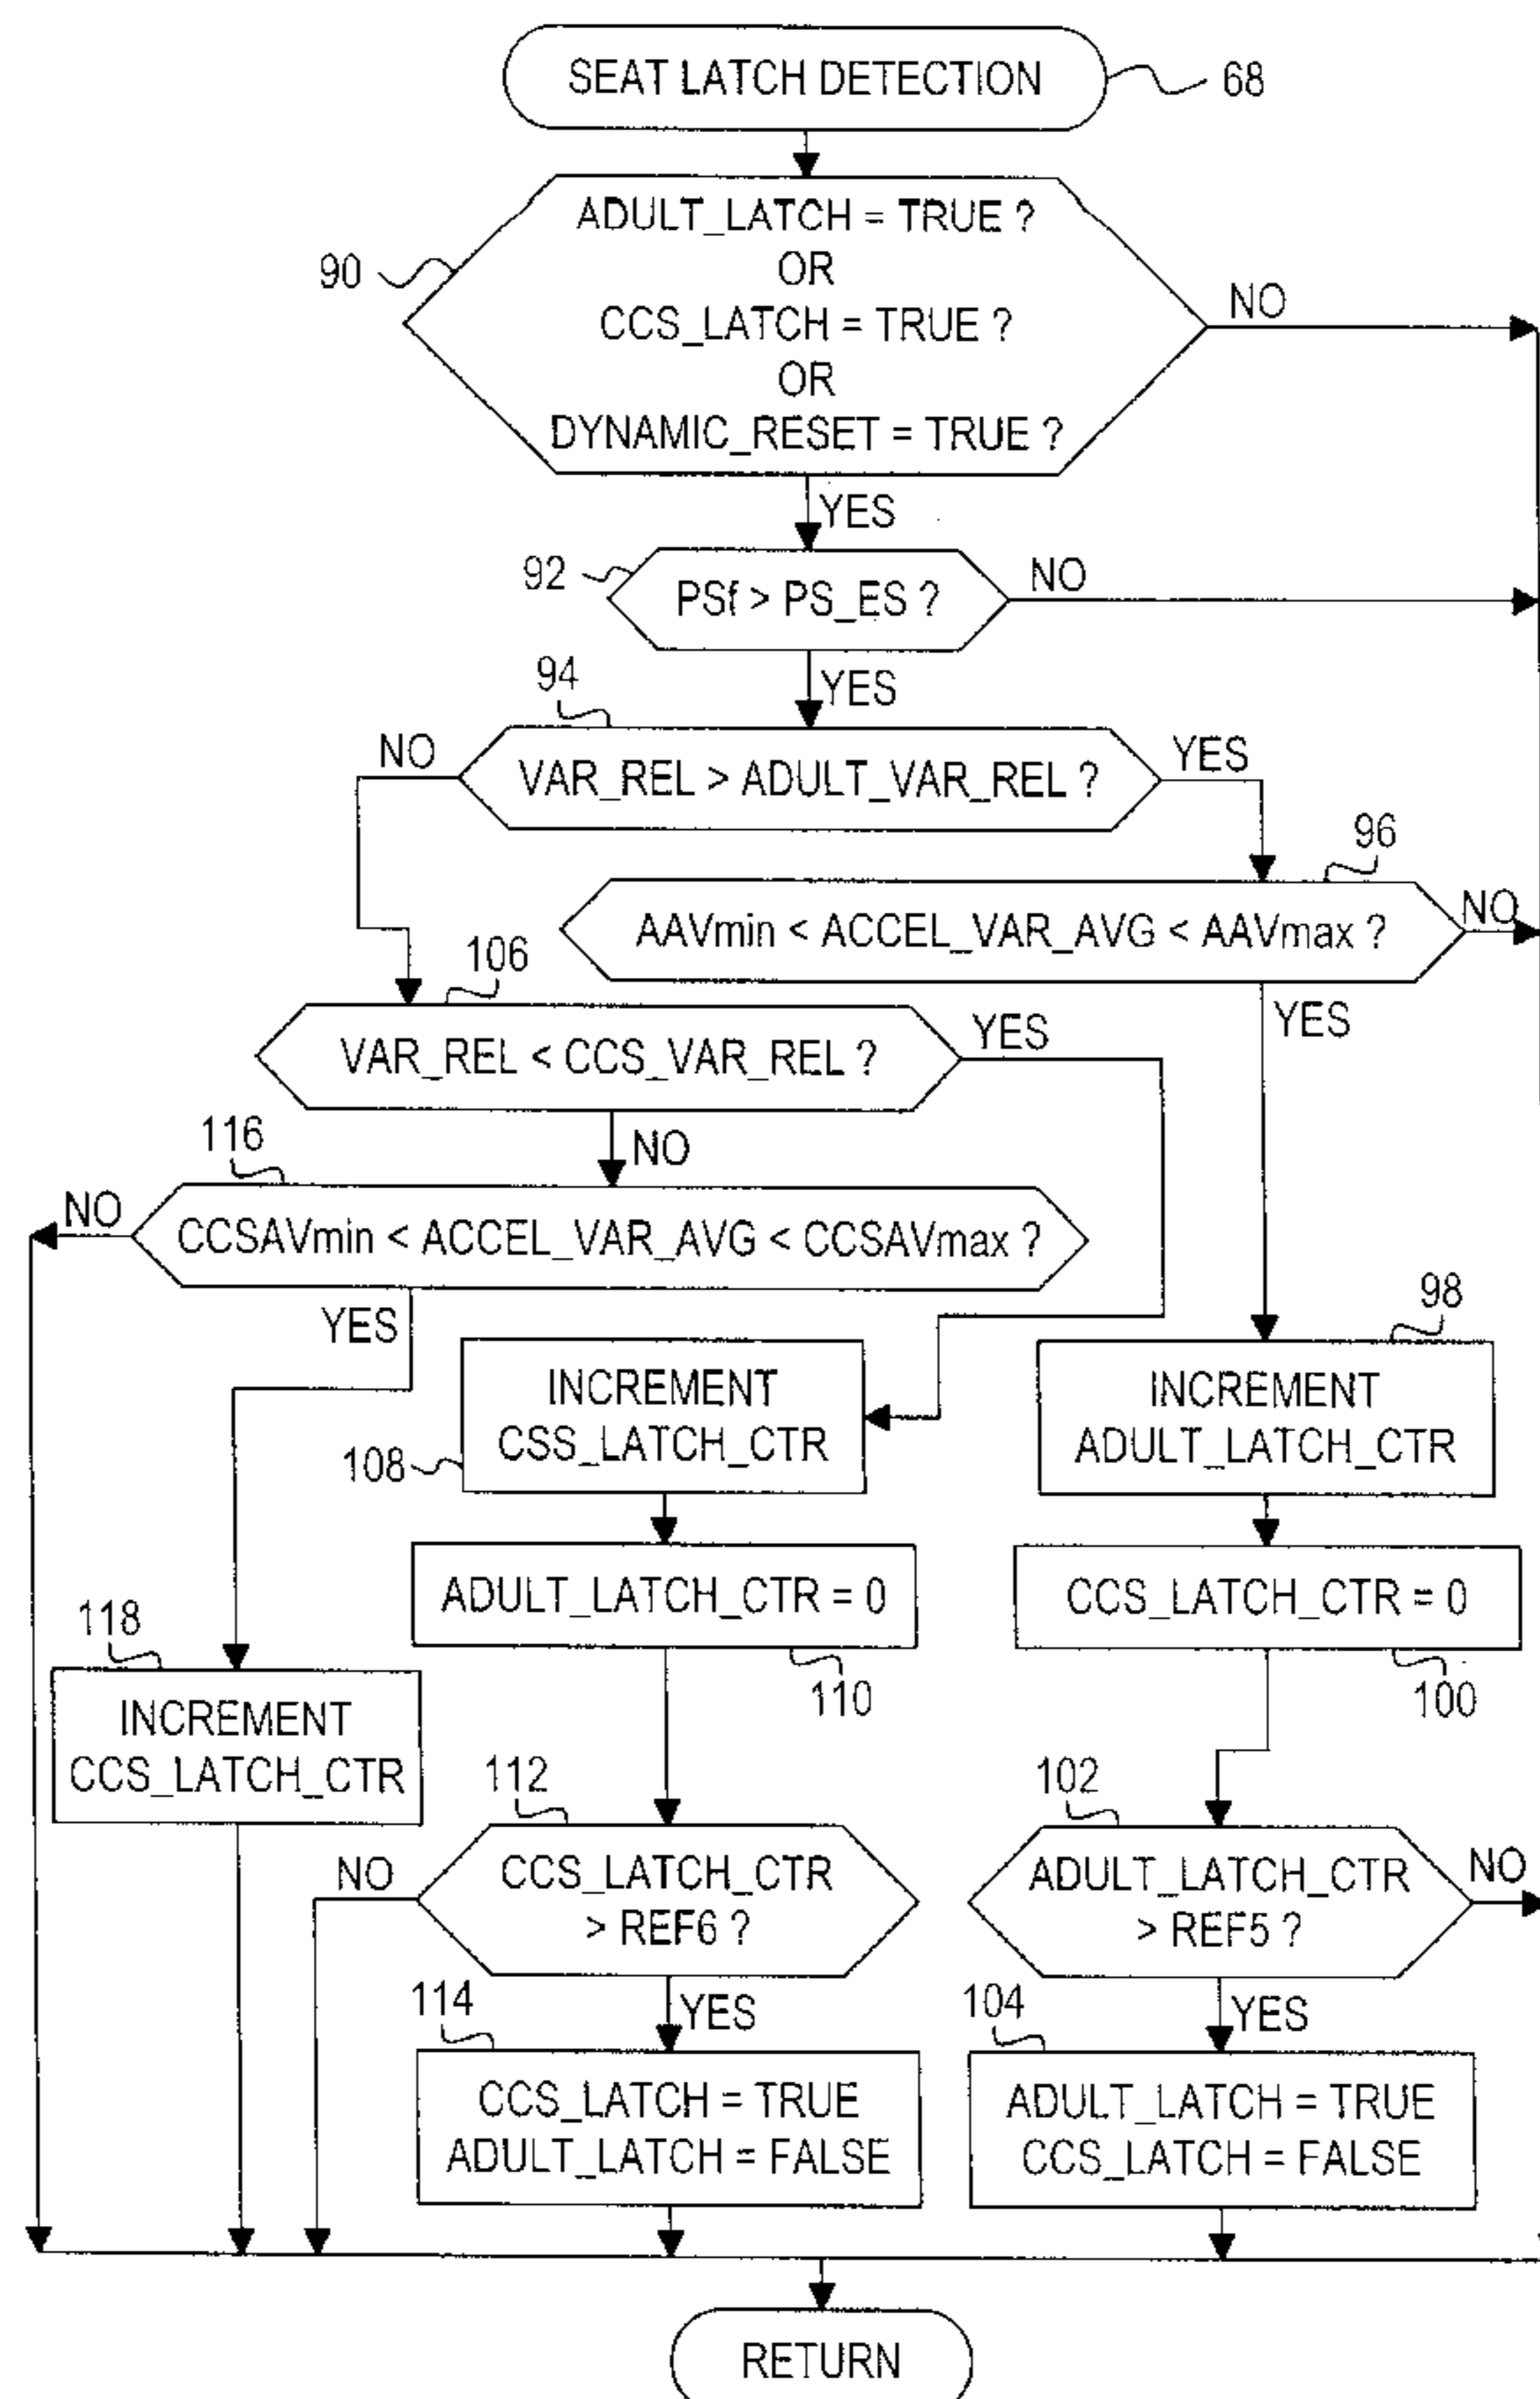 SEAT LATCH DETECTION
68
ADULT_LATCH = TRUE ?
OR
CCS_LATCH = TRUE ?
OR
DYNAMIC_RESET = TRUE ?
90
NO
YES
92
PSf > PS_ES ?
NO
YES
94
NO
VAR_REL > ADULT_VAR_REL ?
YES
96
AAVmin < ACCEL_VAR_AVG < AAVmax ?
NO
YES
106
VAR_REL < CCS_VAR_REL ?
YES
NO
116
NO
CCSAVmin < ACCEL_VAR_AVG < CCSAVmax ?
YES
98
INCREMENT
CSS_LATCH_CTR
108
INCREMENT
ADULT_LATCH_CTR
ADULT_LATCH_CTR = 0
110
CCS_LATCH_CTR = 0
100
118
INCREMENT
CCS_LATCH_CTR
112
NO
CCS_LATCH_CTR
> REF6 ?
YES
102
ADULT_LATCH_CTR
> REF5 ?
NO
YES
114
CCS_LATCH = TRUE
ADULT_LATCH = FALSE
104
ADULT_LATCH = TRUE
CCS_LATCH = FALSE
RETURN